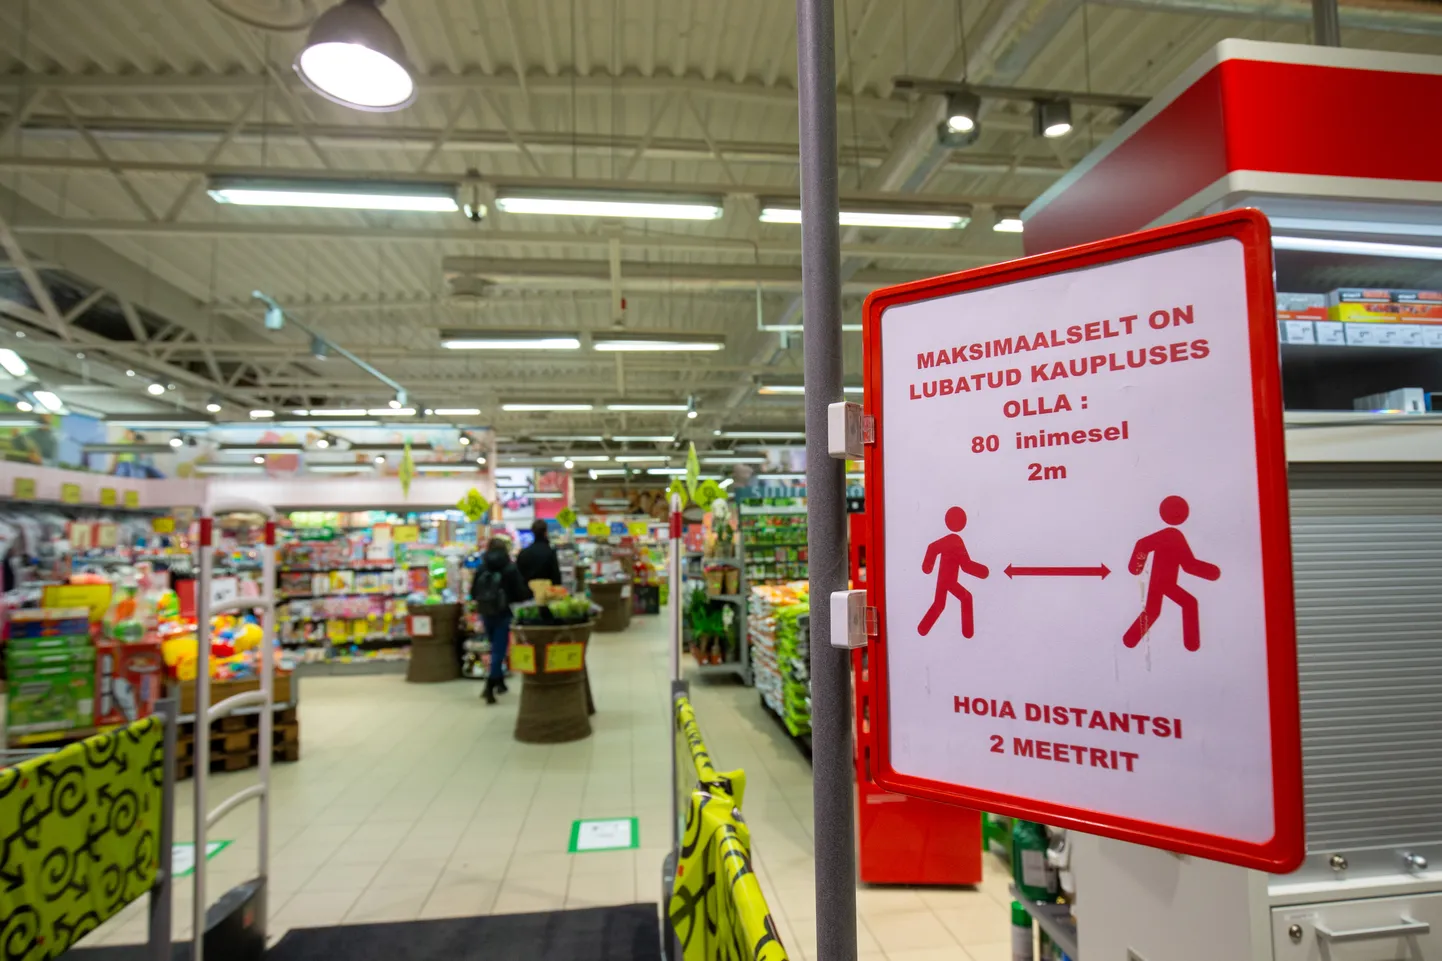 MAKSIMAALSELT ON
LUBATUD KAUPLUSES
OLLA :
80 inimesel
2m
HOIA DISTANTSI
2 MEETRIT